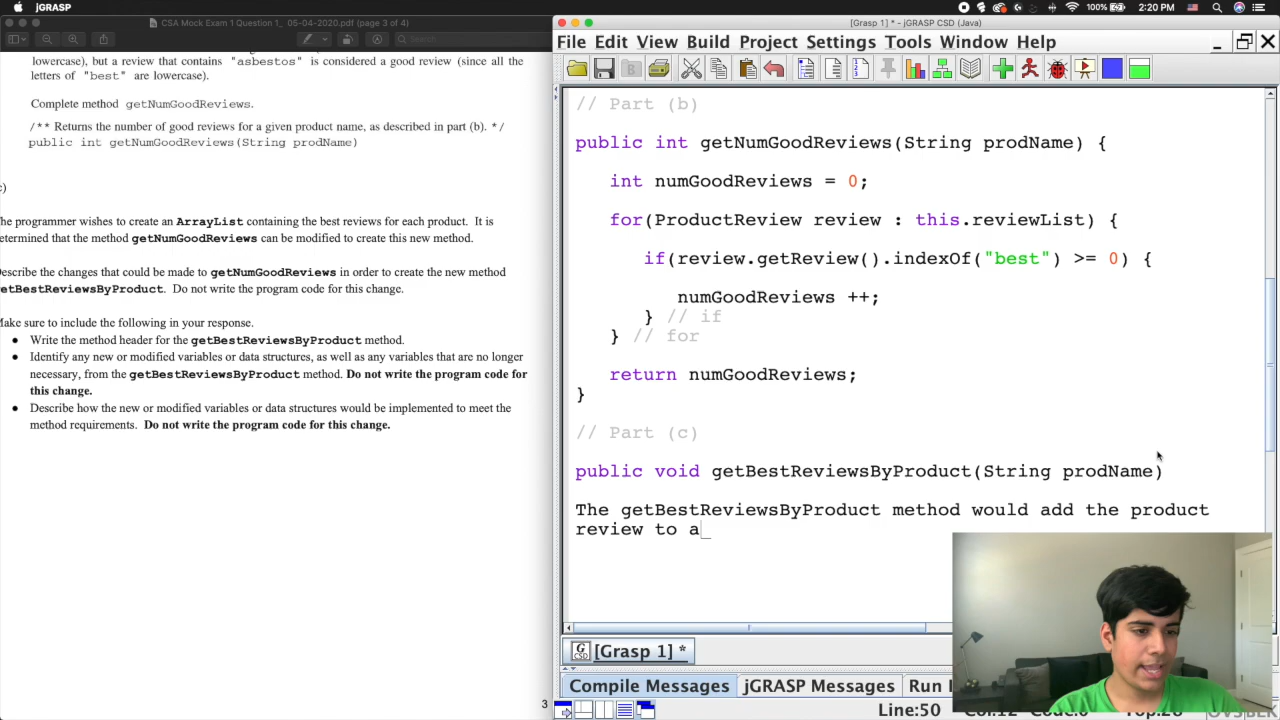 jGRASP
100%
2:20 PM
CSA Mock Exam 1 Question 1_ 05-04-2020.pdf (page 3 of 4)
Search
lowercase), but a review that contains "asbestos" is considered a good review (since all the
letters of "best" are lowercase).
Complete method getNumGoodReviews.
/** Returns the number of good reviews for a given product name, as described in part (b). */
public int getNumGoodReviews(String prodName)
c)
he programmer wishes to create an ArrayList containing the best reviews for each product. It is
etermined that the method getNumGoodReviews can be modified to create this new method.
escribe the changes that could be made to getNumGoodReviews in order to create the new method
etBestReviewsByProduct. Do not write the program code for this change.
ake sure to include the following in your response.
● Write the method header for the getBestReviewsByProduct method.
● Identify any new or modified variables or data structures, as well as any variables that are no longer
necessary, from the getBestReviewsByProduct method. Do not write the program code for
this change.
● Describe how the new or modified variables or data structures would be implemented to meet the
method requirements. Do not write the program code for this change.
3
[Grasp 1] * - jGRASP CSD (Java)
File Edit View Build Project Settings Tools Window Help
// Part (b)
public int getNumGoodReviews(String prodName) {
int numGoodReviews = 0;
for(ProductReview review : this.reviewList) {
if(review.getReview().indexOf("best") >= 0) {
numGoodReviews ++;
} // if
} // for
return numGoodReviews;
}
// Part (c)
public void getBestReviewsByProduct(String prodName)
The getBestReviewsByProduct method would add the product
review to a
[Grasp 1] *
Compile Messages jGRASP Messages Run I
Line:50